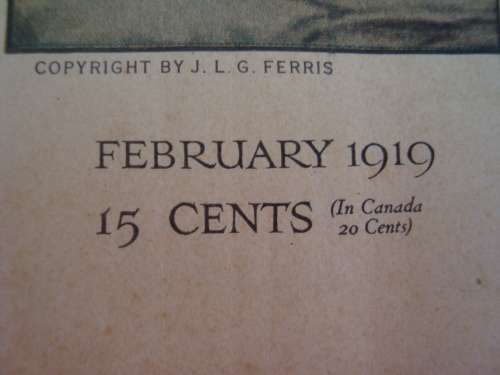 COPYRIGHT BY J. L. G. FERRIS
FEBRUARY 1919
15 CENTS (In Canada
20 Cents)